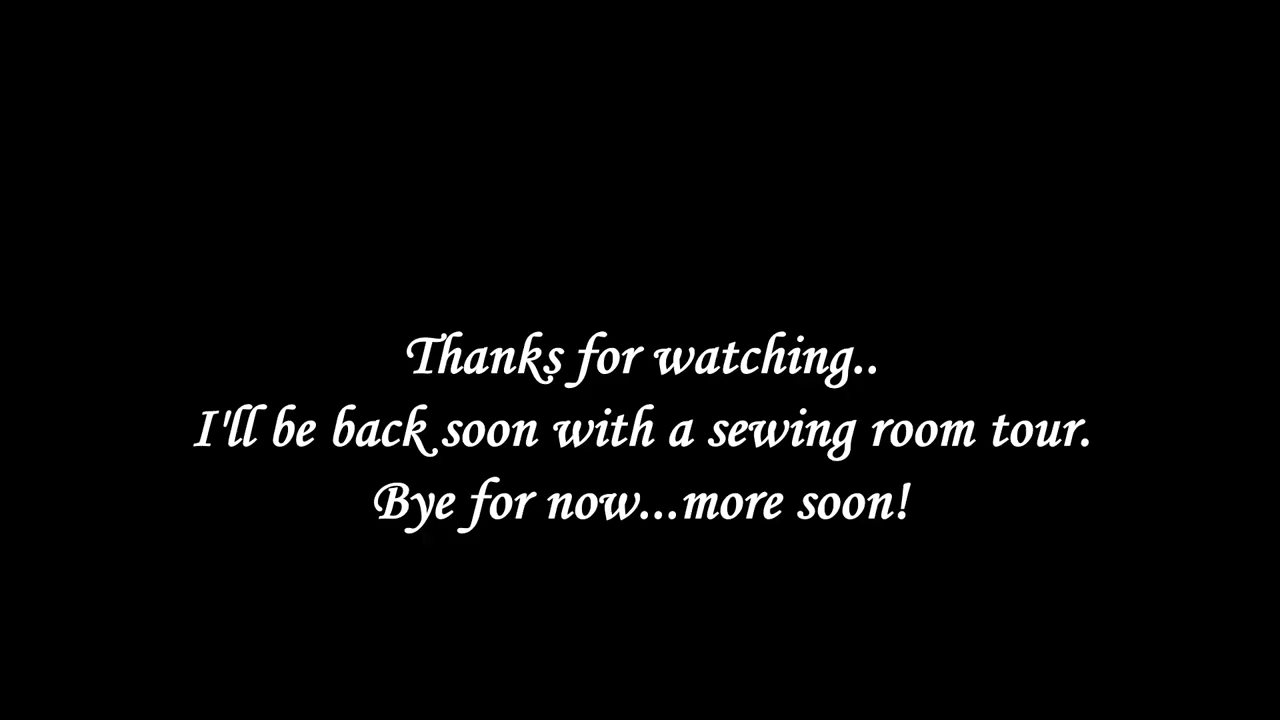 Thanks for watching..
I'll be back soon with a sewing room tour.
Bye for now...more soon!